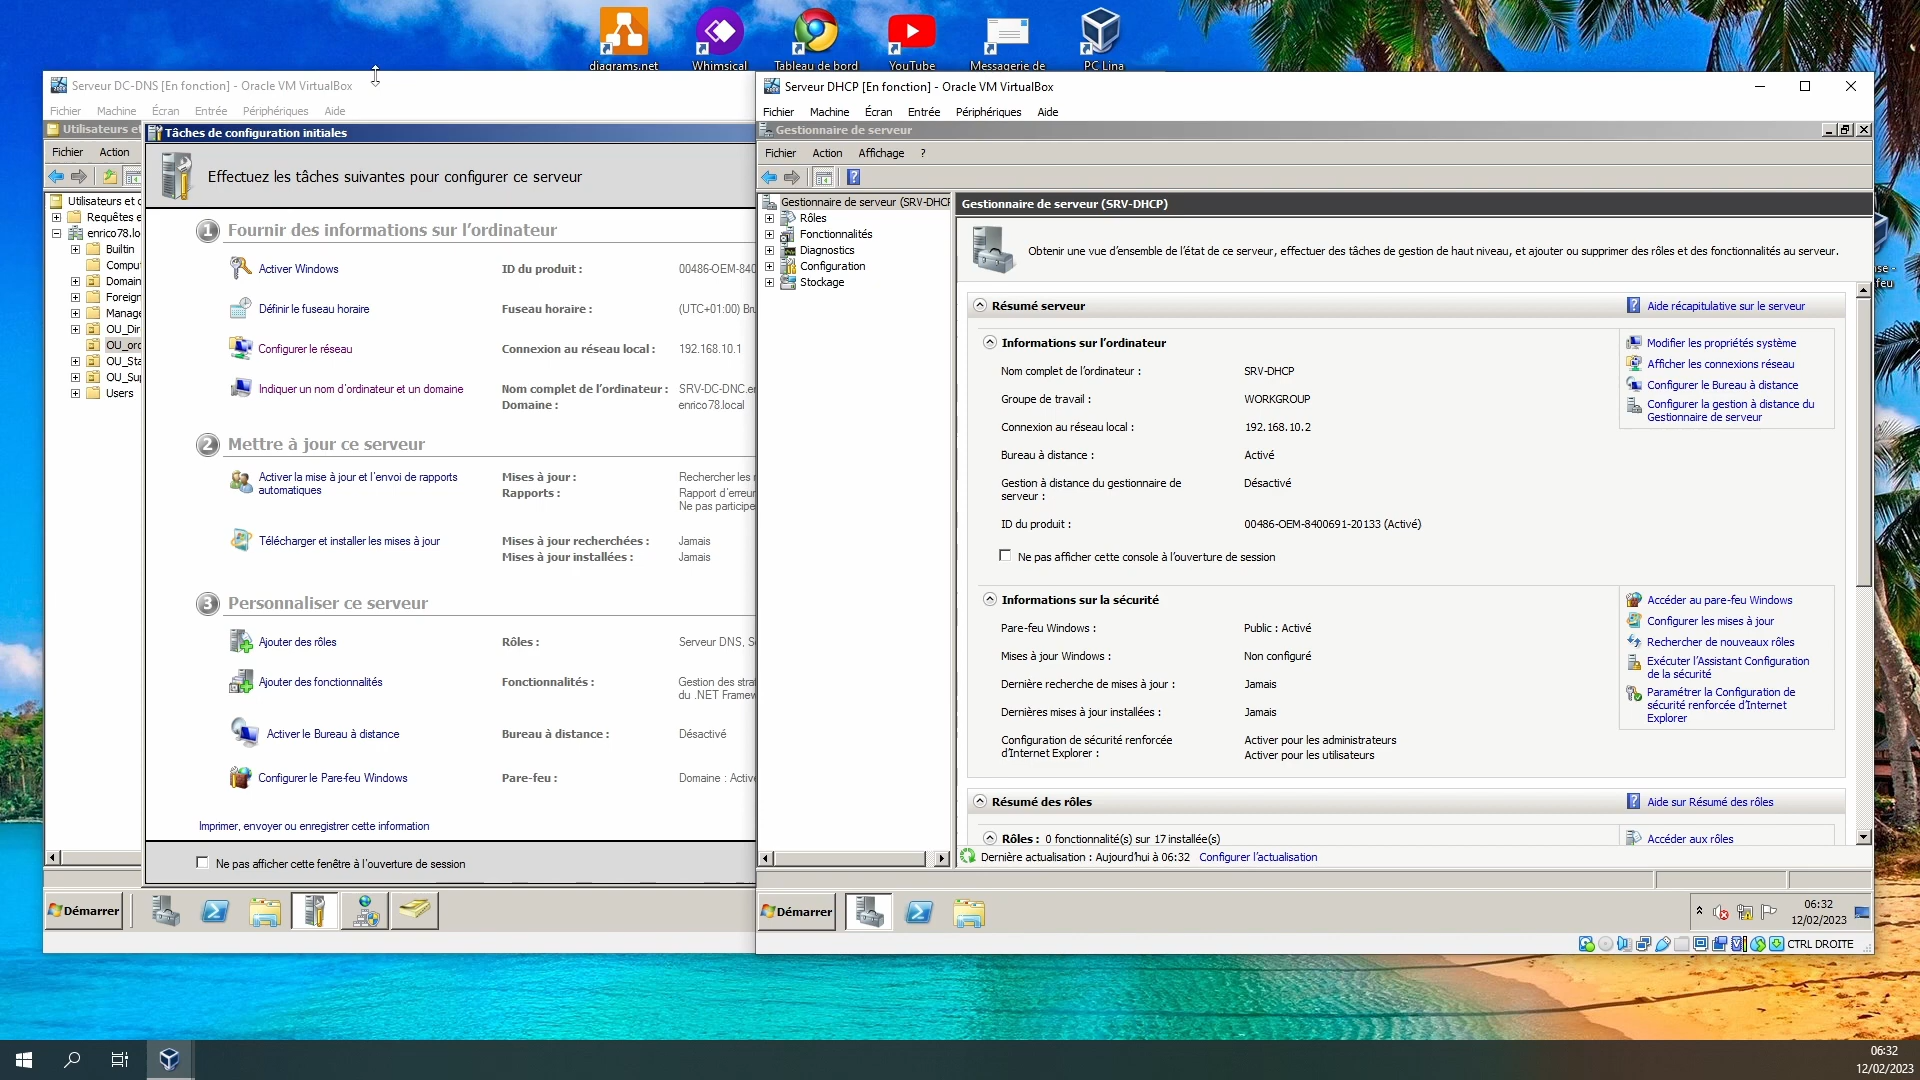 diagrams.net
Whimsical
Tableau de bord
YouTube
Messagerie de
PC Lina
Serveur DC-DNS [En fonction] - Oracle VM VirtualBox
Fichier Machine Écran Entrée Périphériques Aide
Utilisateurs et
Fichier Action
Utilisateurs et o
Requêtes e
enrico78.lo
Builtin
Compu
Domain
Foreign
Manage
OU_Dir
OU_ord
OU_Sta
OU_Sup
Users
Tâches de configuration initiales
Effectuez les tâches suivantes pour configurer ce serveur
1 Fournir des informations sur l'ordinateur
Activer Windows ID du produit : 00486-OEM-840
Définir le fuseau horaire Fuseau horaire : (UTC+01:00) Bru
Configurer le réseau Connexion au réseau local : 192.168.10.1
Indiquer un nom d'ordinateur et un domaine Nom complet de l'ordinateur : SRV-DC-DNC.en
Domaine : enrico78.local
2 Mettre à jour ce serveur
Activer la mise à jour et l'envoi de rapports Mises à jour : Rechercher les
automatiques Rapports : Rapport d'erreur
Ne pas participe
Télécharger et installer les mises à jour Mises à jour recherchées : Jamais
Mises à jour installées : Jamais
3 Personnaliser ce serveur
Ajouter des rôles Rôles : Serveur DNS, S
Ajouter des fonctionnalités Fonctionnalités : Gestion des strat
du .NET Framew
Activer le Bureau à distance Bureau à distance : Désactivé
Configurer le Pare-feu Windows Pare-feu : Domaine : Activé
Imprimer, envoyer ou enregistrer cette information
Ne pas afficher cette fenêtre à l'ouverture de session
Démarrer
Serveur DHCP [En fonction] - Oracle VM VirtualBox
Fichier Machine Écran Entrée Périphériques Aide
Gestionnaire de serveur
Fichier Action Affichage ?
Gestionnaire de serveur (SRV-DHCP
Rôles
Fonctionnalités
Diagnostics
Configuration
Stockage
Gestionnaire de serveur (SRV-DHCP)
Obtenir une vue d'ensemble de l'état de ce serveur, effectuer des tâches de gestion de haut niveau, et ajouter ou supprimer des rôles et des fonctionnalités au serveur.
Résumé serveur Aide récapitulative sur le serveur
Informations sur l'ordinateur
Nom complet de l'ordinateur : SRV-DHCP
Groupe de travail : WORKGROUP
Connexion au réseau local : 192.168.10.2
Bureau à distance : Activé
Gestion à distance du gestionnaire de Désactivé
serveur :
ID du produit : 00486-OEM-8400691-20133 (Activé)
Ne pas afficher cette console à l'ouverture de session
Modifier les propriétés système
Afficher les connexions réseau
Configurer le Bureau à distance
Configurer la gestion à distance du
Gestionnaire de serveur
Informations sur la sécurité
Pare-feu Windows : Public : Activé
Mises à jour Windows : Non configuré
Dernière recherche de mises à jour : Jamais
Dernières mises à jour installées : Jamais
Configuration de sécurité renforcée Activer pour les administrateurs
d'Internet Explorer : Activer pour les utilisateurs
Accéder au pare-feu Windows
Configurer les mises à jour
Rechercher de nouveaux rôles
Exécuter l'Assistant Configuration
de la sécurité
Paramétrer la Configuration de
sécurité renforcée d'Internet
Explorer
Résumé des rôles Aide sur Résumé des rôles
Rôles : 0 fonctionnalité(s) sur 17 installée(s) Accéder aux rôles
Dernière actualisation : Aujourd'hui à 06:32 Configurer l'actualisation
Démarrer
06:32
12/02/2023
CTRL DROITE
se -
feu
06:32
12/02/2023